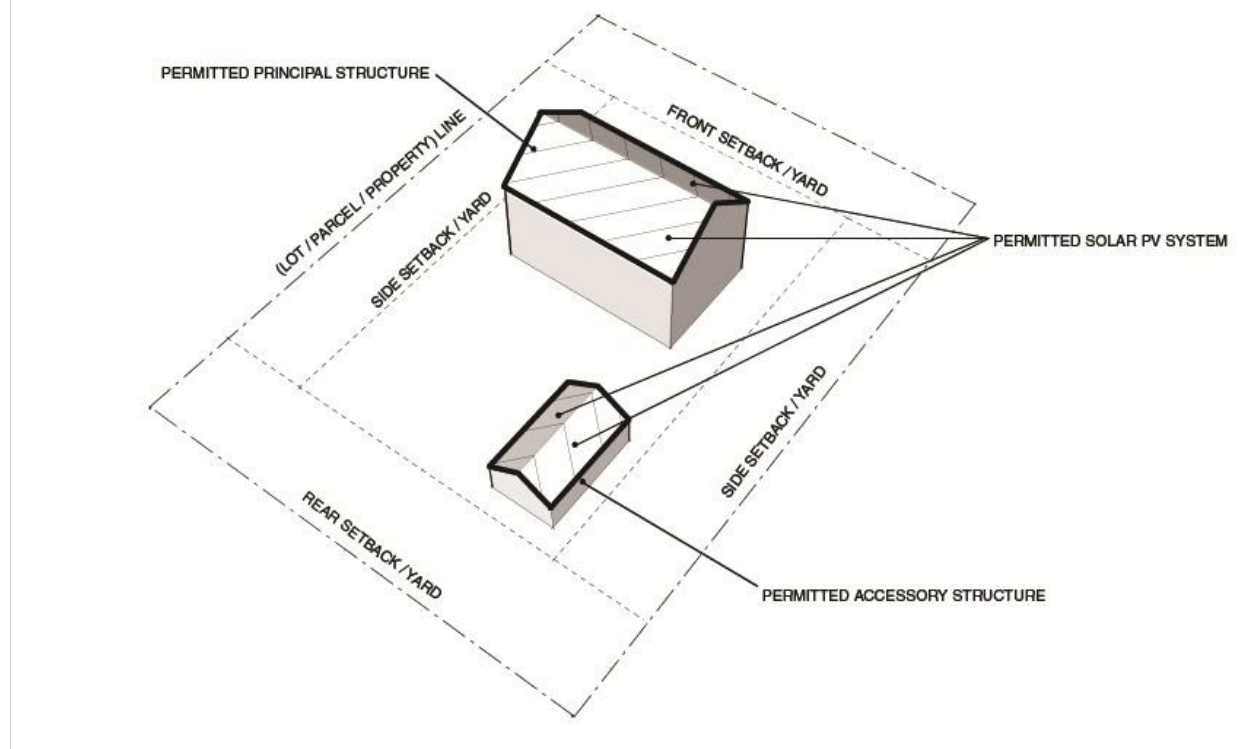 PERMITTED PRINCIPAL STRUCTURE
(LOT / PARCEL / PROPERTY) LINE
FRONT SETBACK / YARD
SIDE SETBACK / YARD
PERMITTED SOLAR PV SYSTEM
SIDE SETBACK / YARD
REAR SETBACK / YARD
PERMITTED ACCESSORY STRUCTURE